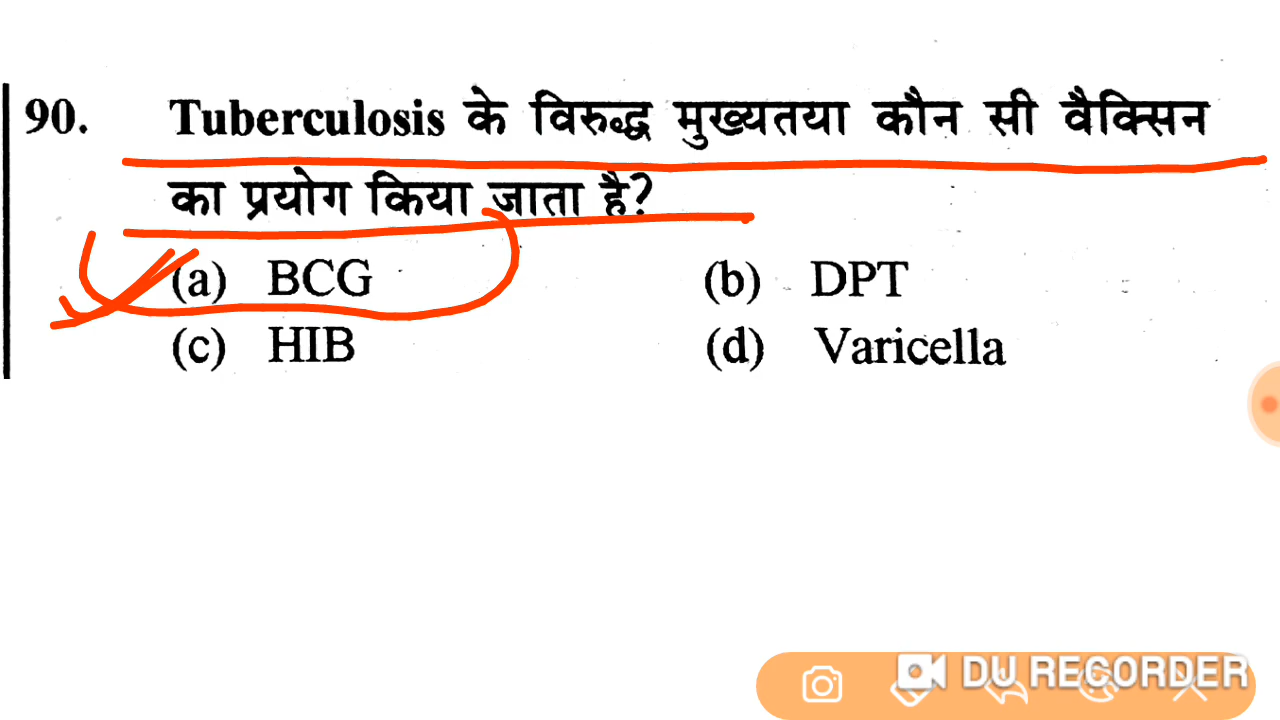 90. Tuberculosis के विरुद्ध मुख्यतया कौन सी वैक्सिन
का प्रयोग किया जाता है?
(a) BCG (b) DPT
(c) HIB (d) Varicella
DU RECORDER